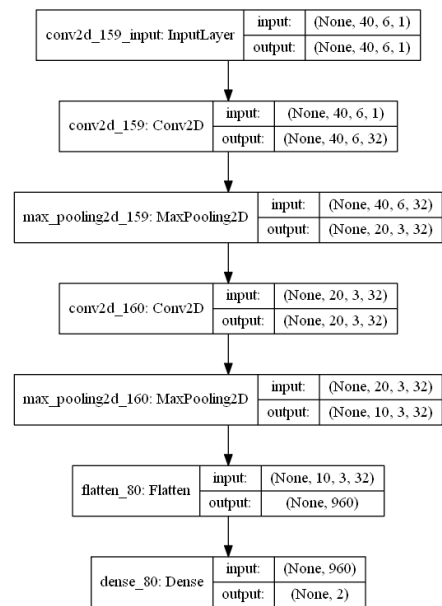 conv2d_159_input: InputLayer
input: (None, 40, 6, 1)
output: (None, 40, 6, 1)
conv2d_159: Conv2D
input: (None, 40, 6, 1)
output: (None, 40, 6, 32)
max_pooling2d_159: MaxPooling2D
input: (None, 40, 6, 32)
output: (None, 20, 3, 32)
conv2d_160: Conv2D
input: (None, 20, 3, 32)
output: (None, 20, 3, 32)
max_pooling2d_160: MaxPooling2D
input: (None, 20, 3, 32)
output: (None, 10, 3, 32)
flatten_80: Flatten
input: (None, 10, 3, 32)
output: (None, 960)
dense_80: Dense
input: (None, 960)
output: (None, 2)